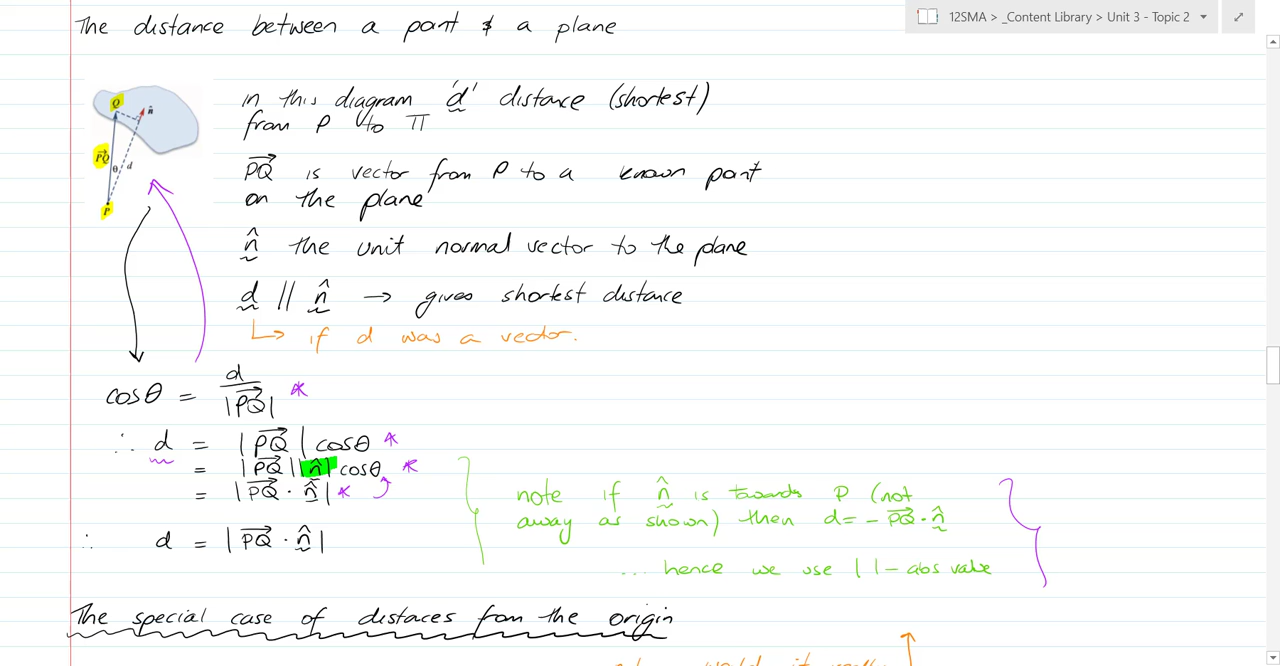 The distance between a point & a plane
12SMA > _Content Library > Unit 3 - Topic 2
Q
n̂
PQ
θ
d
P
in this diagram 'd' distance (shortest)
from P to Π
PQ is vector from P to a known point
on the plane
n̂ the unit normal vector to the plane
d // n̂ → gives shortest distance
↳ if d was a vector.
cosθ = d / |PQ| *
∴ d = |PQ| cosθ *
= |PQ||n̂| cosθ *
= |PQ · n̂| *
note if n̂ is towards P (not
away as shown) then d = - PQ · n̂
... hence we use | | - abs value
∴ d = |PQ · n̂|
The special case of distaces from the origin